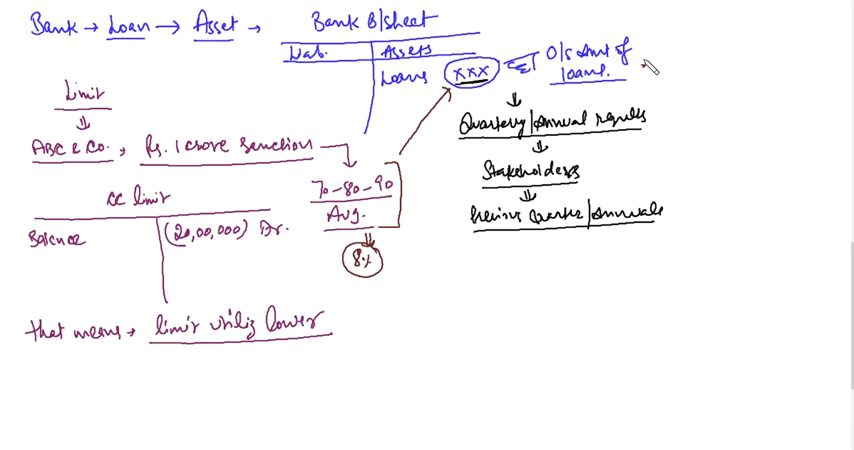 Bank → Loan → Asset →
Bank B/sheet
Liab. Assets
Loans xxx
O/s Amt of
loans.
Quarterly/Annual results
Stakeholders
Previous Quarter/Annuals
Limit
ABC & Co. , Rs. 1 crore sanction
70-80-90
Avg.
8%
CC limit
Balance (20,00,000) Dr.
that means → limit utiliz lower